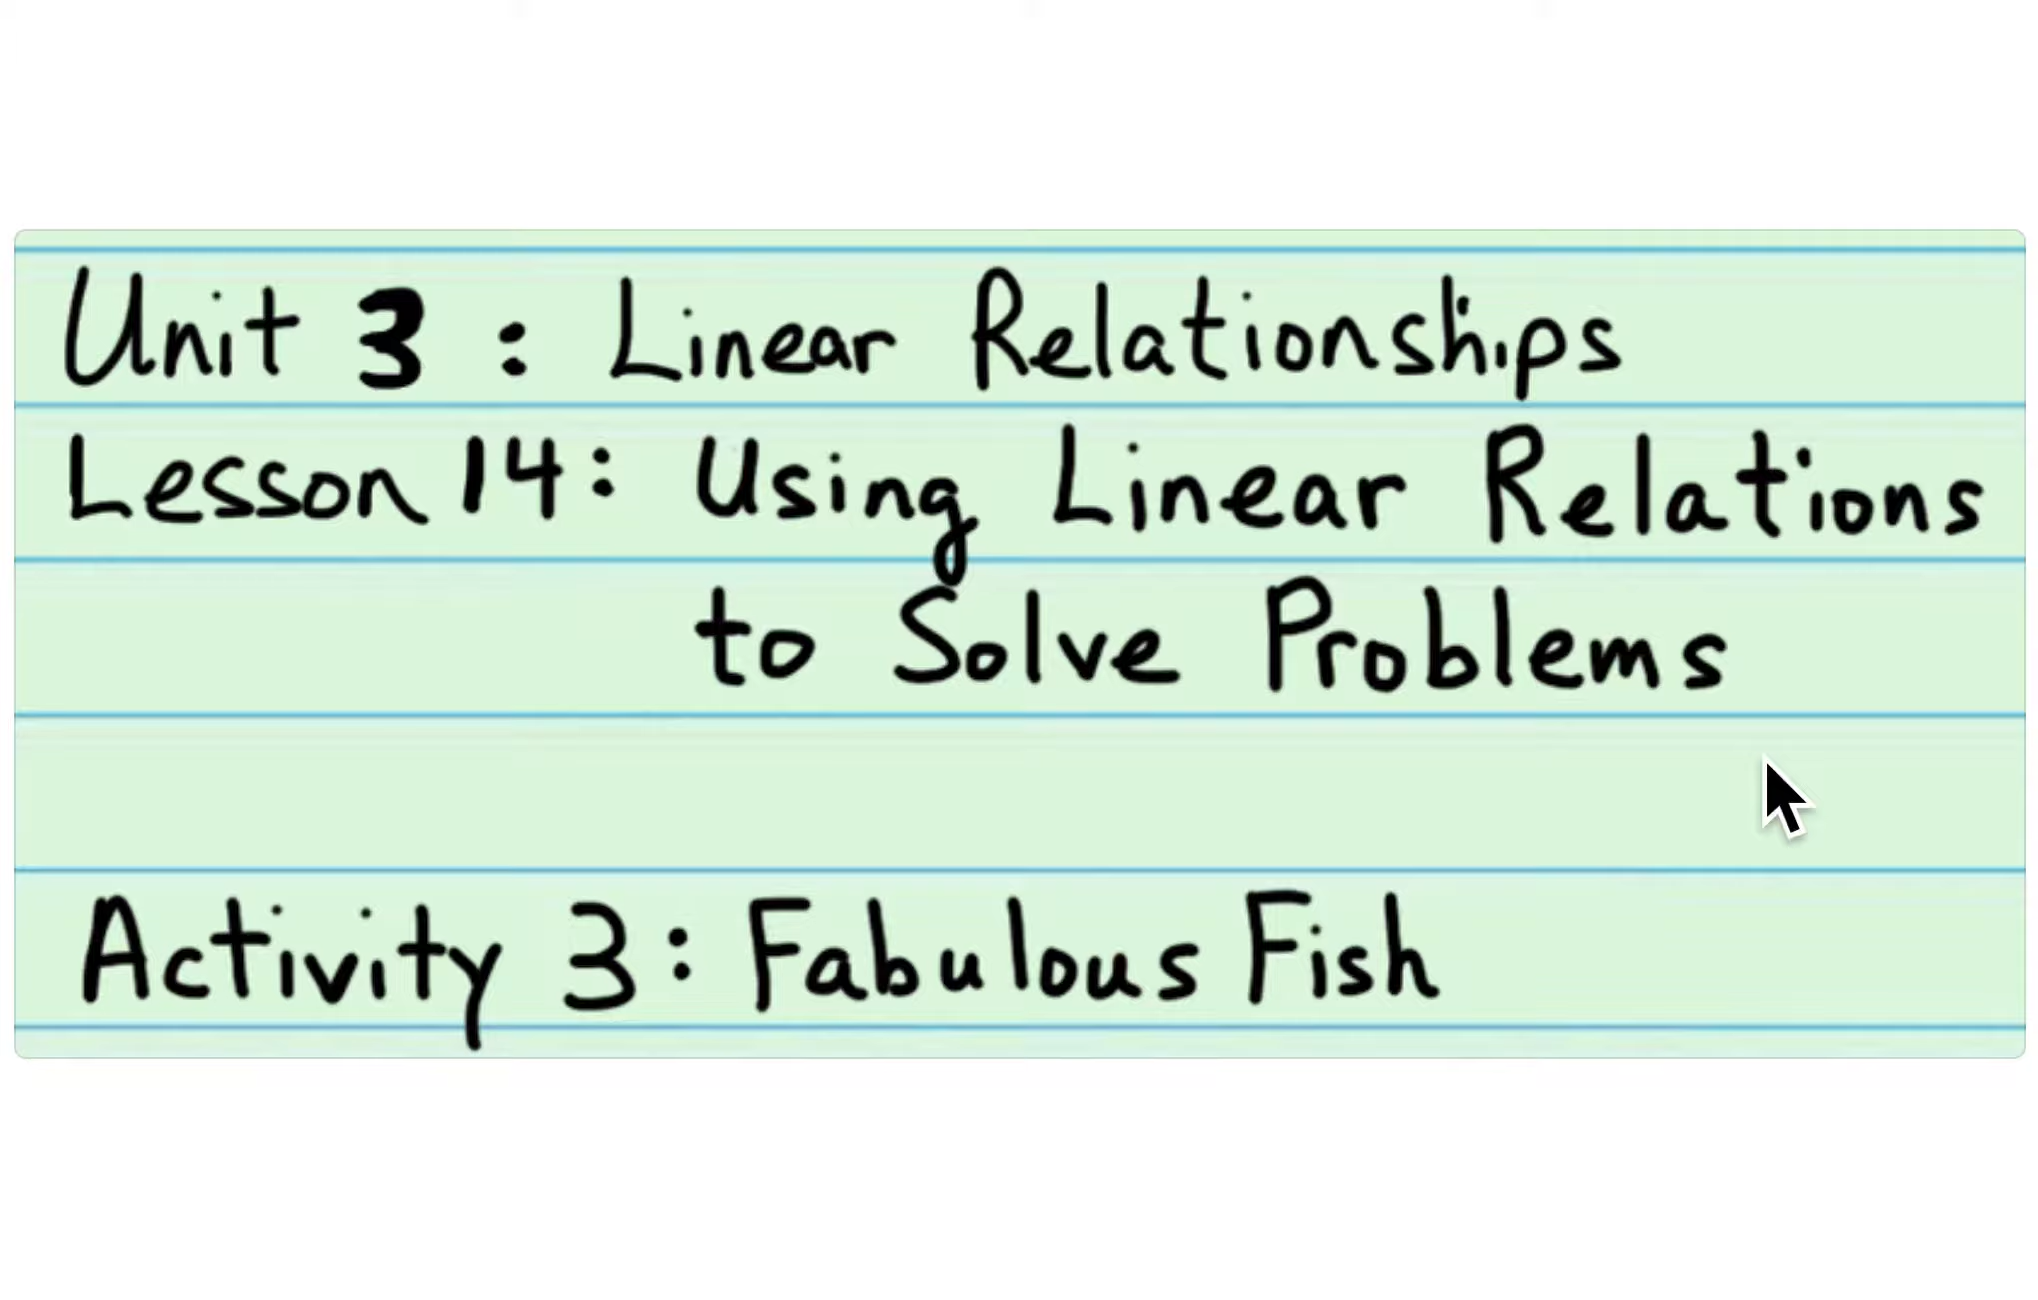 Unit 3 : Linear Relationships
Lesson 14: Using Linear Relations
to Solve Problems
Activity 3: Fabulous Fish